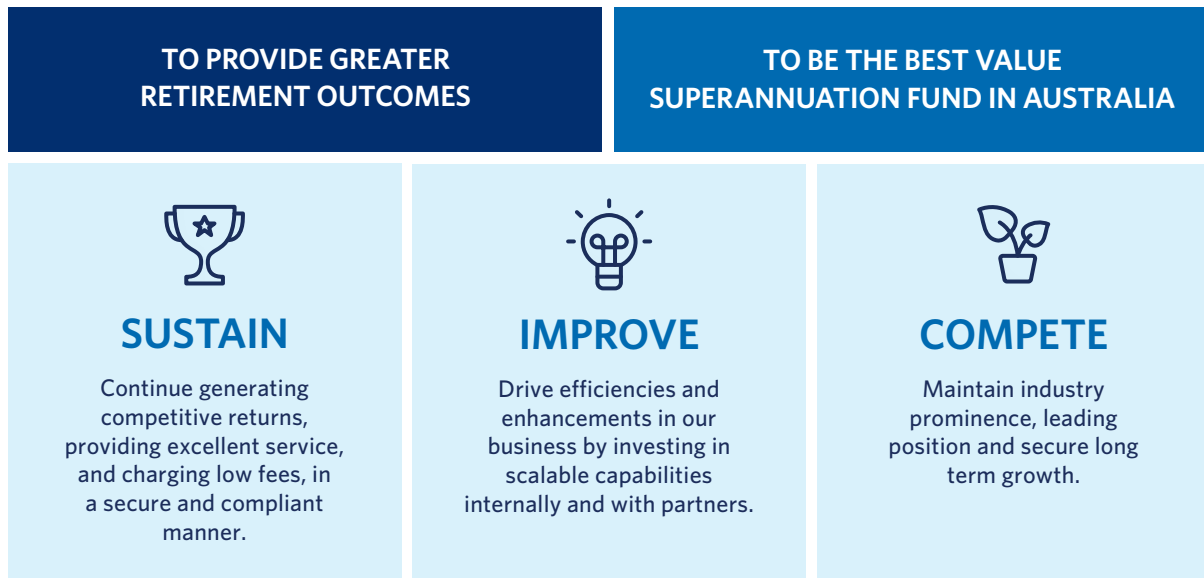 TO PROVIDE GREATER
RETIREMENT OUTCOMES
TO BE THE BEST VALUE
SUPERANNUATION FUND IN AUSTRALIA
SUSTAIN
Continue generating
competitive returns,
providing excellent service,
and charging low fees, in
a secure and compliant
manner.
IMPROVE
Drive efficiencies and
enhancements in our
business by investing in
scalable capabilities
internally and with partners.
COMPETE
Maintain industry
prominence, leading
position and secure long
term growth.